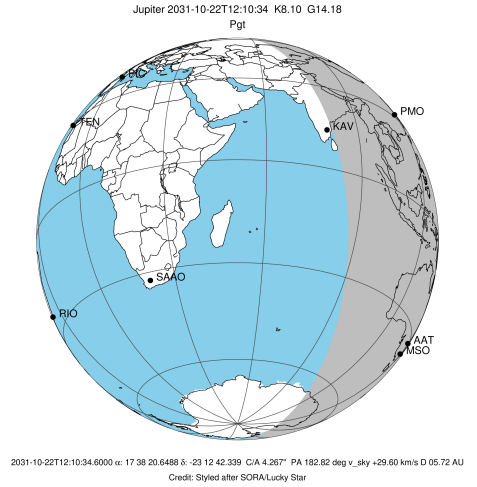 Jupiter 2031-10-22T12:10:34 K8.10 G14.18
Pgt
PIC
TEN
PMO
KAV
SAAO
RIO
AAT
MSO
2031-10-22T12:10:34.6000 α: 17 38 20.6488 δ: -23 12 42.339 C/A 4.267" PA 182.82 deg v_sky +29.60 km/s D 05.72 AU
Credit: Styled after SORA/Lucky Star